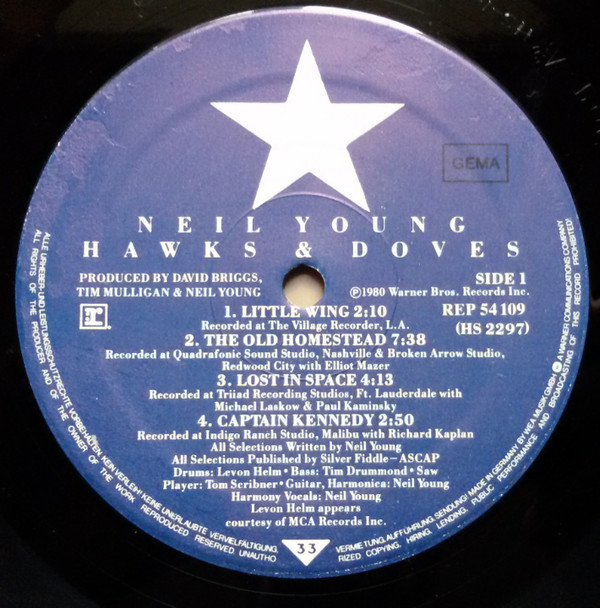 GEMA
NEIL YOUNG
HAWKS & DOVES
PRODUCED BY DAVID BRIGGS,
TIM MULLIGAN & NEIL YOUNG
SIDE 1
Ⓟ1980 Warner Bros. Records Inc.
r
REP 54 109
(HS 2297)
1. LITTLE WING 2:10
Recorded at The Village Recorder, L.A.
2. THE OLD HOMESTEAD 7:38
Recorded at Quadrafonic Sound Studio, Nashville & Broken Arrow Studio,
Redwood City with Elliot Mazer
3. LOST IN SPACE 4:13
Recorded at Triiad Recording Studios, Ft. Lauderdale with
Michael Laskow & Paul Kaminsky
4. CAPTAIN KENNEDY 2:50
Recorded at Indigo Ranch Studio, Malibu with Richard Kaplan
All Selections Written by Neil Young
All Selections Published by Silver Fiddle—ASCAP
Drums: Levon Helm • Bass: Tim Drummond • Saw
Player: Tom Scribner • Guitar, Harmonica: Neil Young
Harmony Vocals: Neil Young
Levon Helm appears
courtesy of MCA Records Inc.
33
ALLE URHEBER- UND LEISTUNGSSCHUTZRECHTE VORBEHALTEN. KEIN VERLEIH! KEINE UNERLAUBTE VERVIELFÄLTIGUNG,
VERMIETUNG, AUFFÜHRUNG, SENDUNG! MADE IN GERMANY BY WEA MUSIK GMBH A WARNER COMMUNICATIONS COMPANY
ALL RIGHTS OF THE PRODUCER AND OF THE OWNER OF THE WORK REPRODUCED RESERVED. UNAUTHO
RIZED COPYING, HIRING, LENDING, PUBLIC PERFORMANCE AND BROADCASTING OF THIS RECORD PROHIBITED!